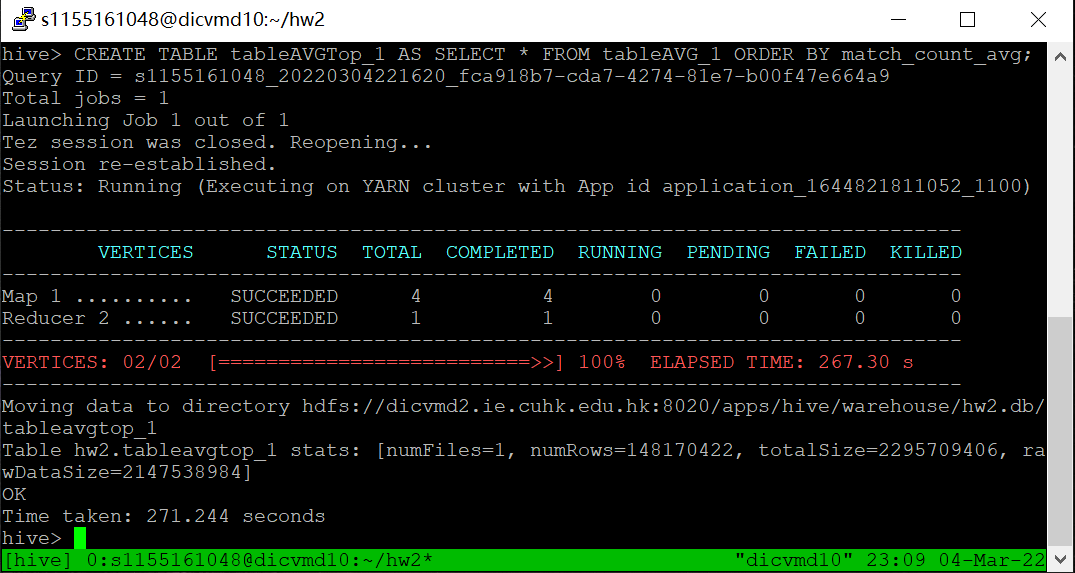 s1155161048@dicvmd10:~/hw2
hive> CREATE TABLE tableAVGTop_1 AS SELECT * FROM tableAVG_1 ORDER BY match_count_avg;
Query ID = s1155161048_20220304221620_fca918b7-cda7-4274-81e7-b00f47e664a9
Total jobs = 1
Launching Job 1 out of 1
Tez session was closed. Reopening...
Session re-established.
Status: Running (Executing on YARN cluster with App id application_1644821811052_1100)
--------------------------------------------------------------------------------
VERTICES STATUS TOTAL COMPLETED RUNNING PENDING FAILED KILLED
--------------------------------------------------------------------------------
Map 1 .......... SUCCEEDED 4 4 0 0 0 0
Reducer 2 ...... SUCCEEDED 1 1 0 0 0 0
--------------------------------------------------------------------------------
VERTICES: 02/02 [==========================>>] 100% ELAPSED TIME: 267.30 s
--------------------------------------------------------------------------------
Moving data to directory hdfs://dicvmd2.ie.cuhk.edu.hk:8020/apps/hive/warehouse/hw2.db/
tableavgtop_1
Table hw2.tableavgtop_1 stats: [numFiles=1, numRows=148170422, totalSize=2295709406, ra
wDataSize=2147538984]
OK
Time taken: 271.244 seconds
hive>
[hive] 0:s1155161048@dicvmd10:~/hw2* "dicvmd10" 23:09 04-Mar-22